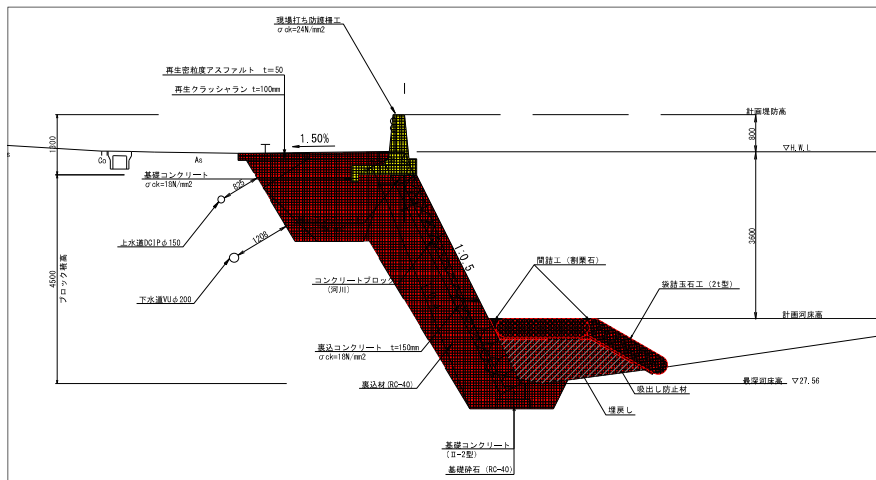 現場打ち防護柵工
σck=24N/mm2
再生密粒度アスファルト t=50
再生クラッシャラン t=100mm
1.50%
計画堤防高
800
▽H.W.L
1300
Co
As
s
基礎コンクリート
σck=18N/mm2
825
上水道DCIPφ150
1208
下水道VUφ200
4500
ブロック積高
1:0.5
3600
間詰工(割栗石)
袋詰玉石工(2t型)
コンクリートブロック
(河川)
計画河床高
裏込コンクリート t=150mm
σck=18N/mm2
裏込材(RC-40)
最深河床高 ▽27.56
吸出し防止材
埋戻し
基礎コンクリート
(Ⅱ-2型)
基礎砕石(RC-40)